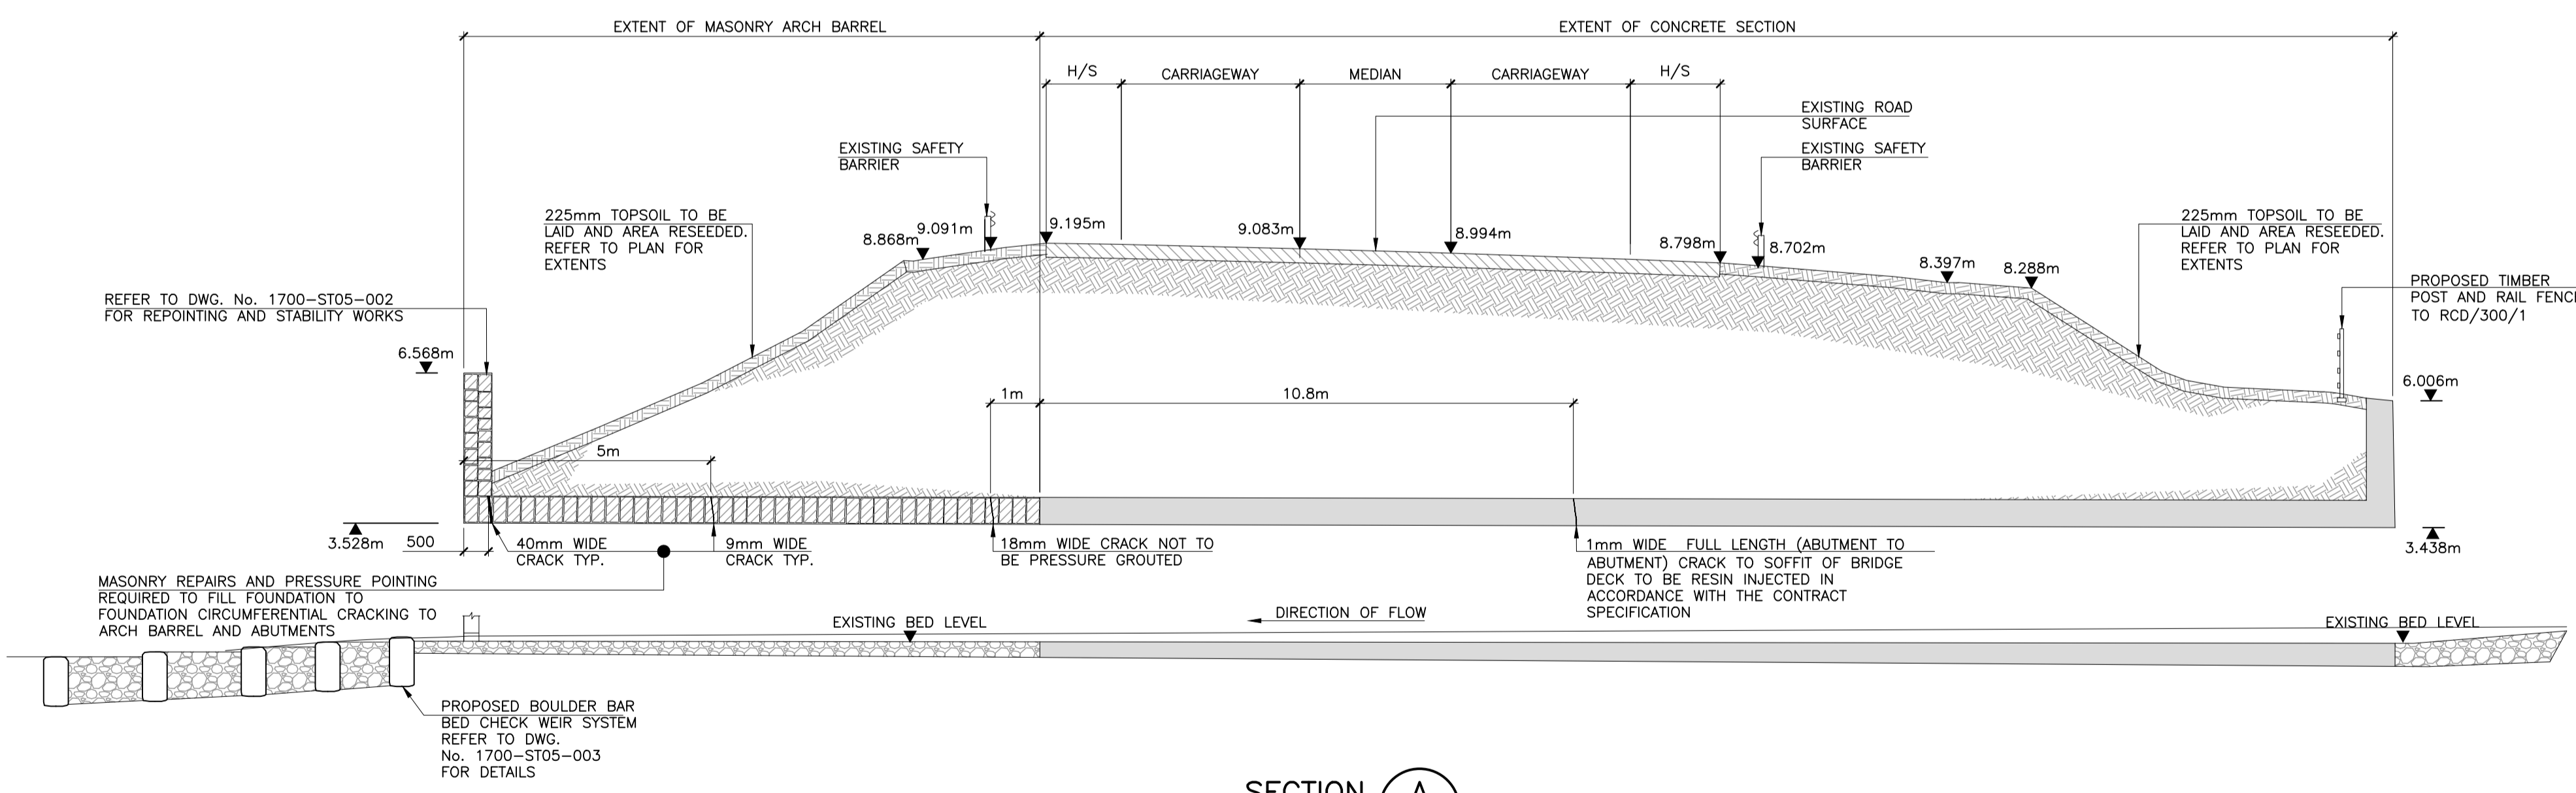 EXTENT OF MASONRY ARCH BARREL
EXTENT OF CONCRETE SECTION
H/S
CARRIAGEWAY
MEDIAN
CARRIAGEWAY
H/S
EXISTING ROAD
SURFACE
EXISTING SAFETY
BARRIER
EXISTING SAFETY
BARRIER
225mm TOPSOIL TO BE
LAID AND AREA RESEEDED.
REFER TO PLAN FOR
EXTENTS
8.868m
9.091m
9.195m
9.083m
8.994m
8.798m
8.702m
8.397m
8.288m
225mm TOPSOIL TO BE
LAID AND AREA RESEEDED.
REFER TO PLAN FOR
EXTENTS
PROPOSED TIMBER
POST AND RAIL FENC
TO RCD/300/1
REFER TO DWG. No. 1700-ST05-002
FOR REPOINTING AND STABILITY WORKS
6.568m
6.006m
1m
10.8m
5m
3.528m
500
40mm WIDE
CRACK TYP.
9mm WIDE
CRACK TYP.
18mm WIDE CRACK NOT TO
BE PRESSURE GROUTED
1mm WIDE FULL LENGTH (ABUTMENT TO
ABUTMENT) CRACK TO SOFFIT OF BRIDGE
DECK TO BE RESIN INJECTED IN
ACCORDANCE WITH THE CONTRACT
SPECIFICATION
3.438m
MASONRY REPAIRS AND PRESSURE POINTING
REQUIRED TO FILL FOUNDATION TO
FOUNDATION CIRCUMFERENTIAL CRACKING TO
ARCH BARREL AND ABUTMENTS
EXISTING BED LEVEL
DIRECTION OF FLOW
EXISTING BED LEVEL
PROPOSED BOULDER BAR
BED CHECK WEIR SYSTEM
REFER TO DWG.
No. 1700-ST05-003
FOR DETAILS
SECTION A